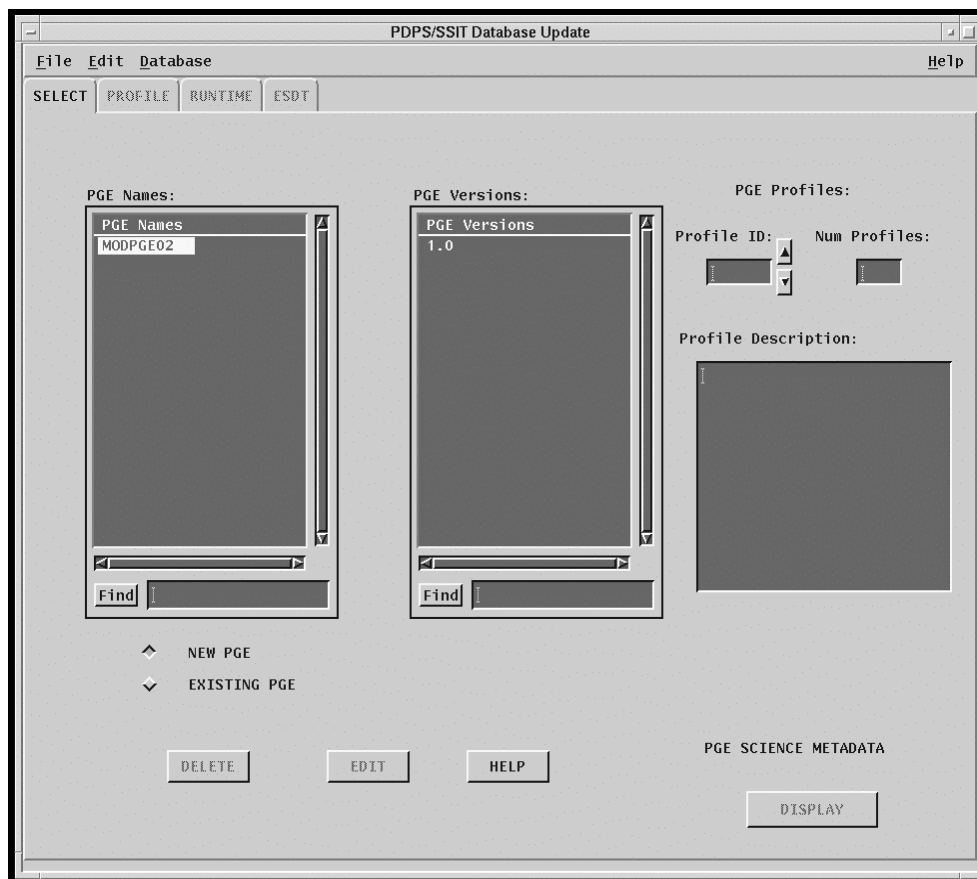 PDPS/SSIT Database Update
File Edit Database Help
SELECT PROFILE RUNTIME ESDT
PGE Names:
PGE Names
MODPGE02
Find
PGE Versions:
PGE Versions
1.0
Find
PGE Profiles:
Profile ID: Num Profiles:
Profile Description:
NEW PGE
EXISTING PGE
DELETE EDIT HELP
PGE SCIENCE METADATA
DISPLAY